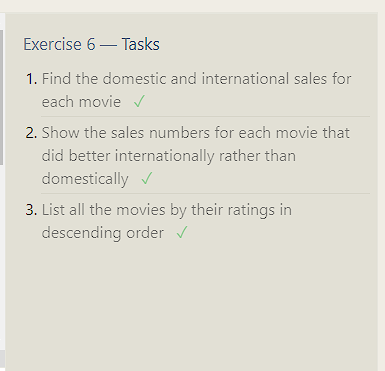 Exercise 6 — Tasks
1. Find the domestic and international sales for
each movie ✓
2. Show the sales numbers for each movie that
did better internationally rather than
domestically ✓
3. List all the movies by their ratings in
descending order ✓